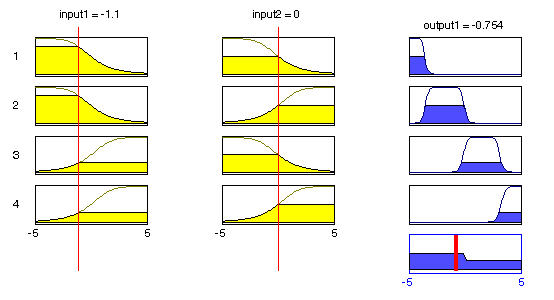 input1 = -1.1
input2 = 0
output1 = -0.754
1
2
3
4
-5 5
-5 5
-5 5